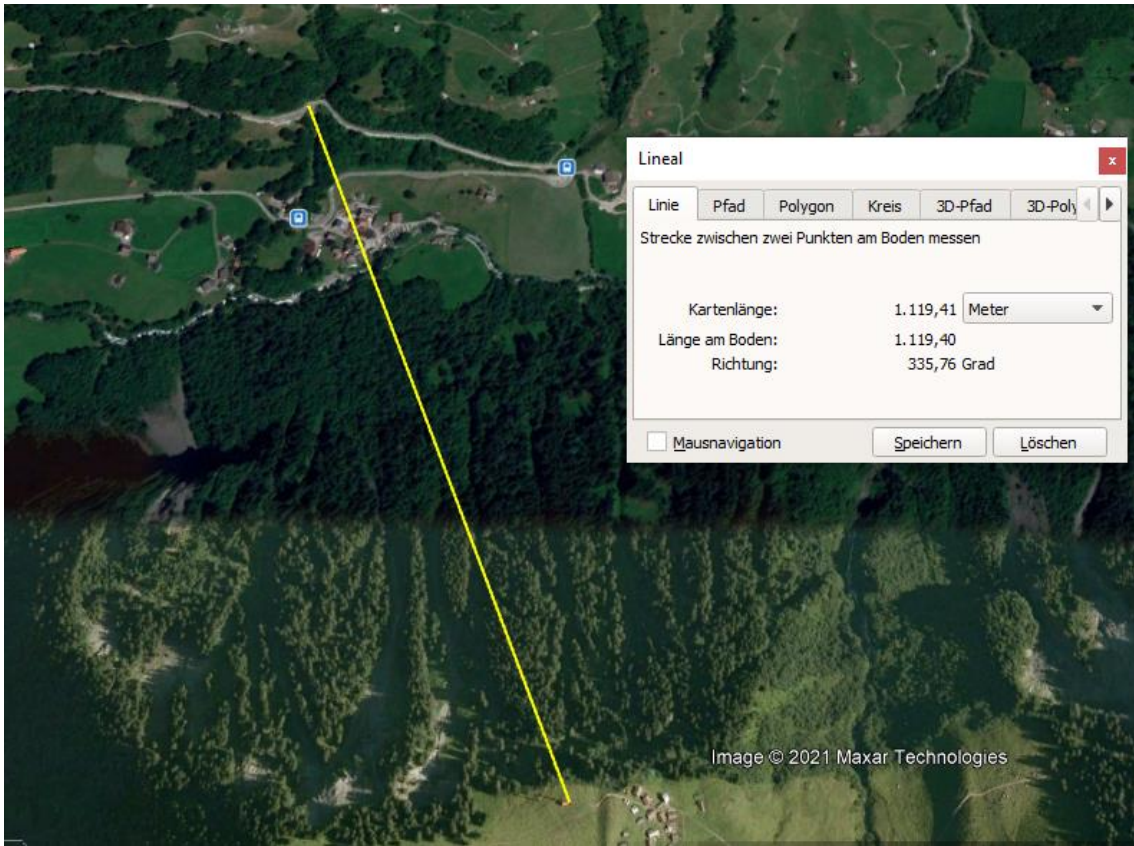 Lineal
x
Linie Pfad Polygon Kreis 3D-Pfad 3D-Poly
Strecke zwischen zwei Punkten am Boden messen
Kartenlänge: 1.119,41 Meter
Länge am Boden: 1.119,40
Richtung: 335,76 Grad
Mausnavigation Speichern Löschen
Image © 2021 Maxar Technologies